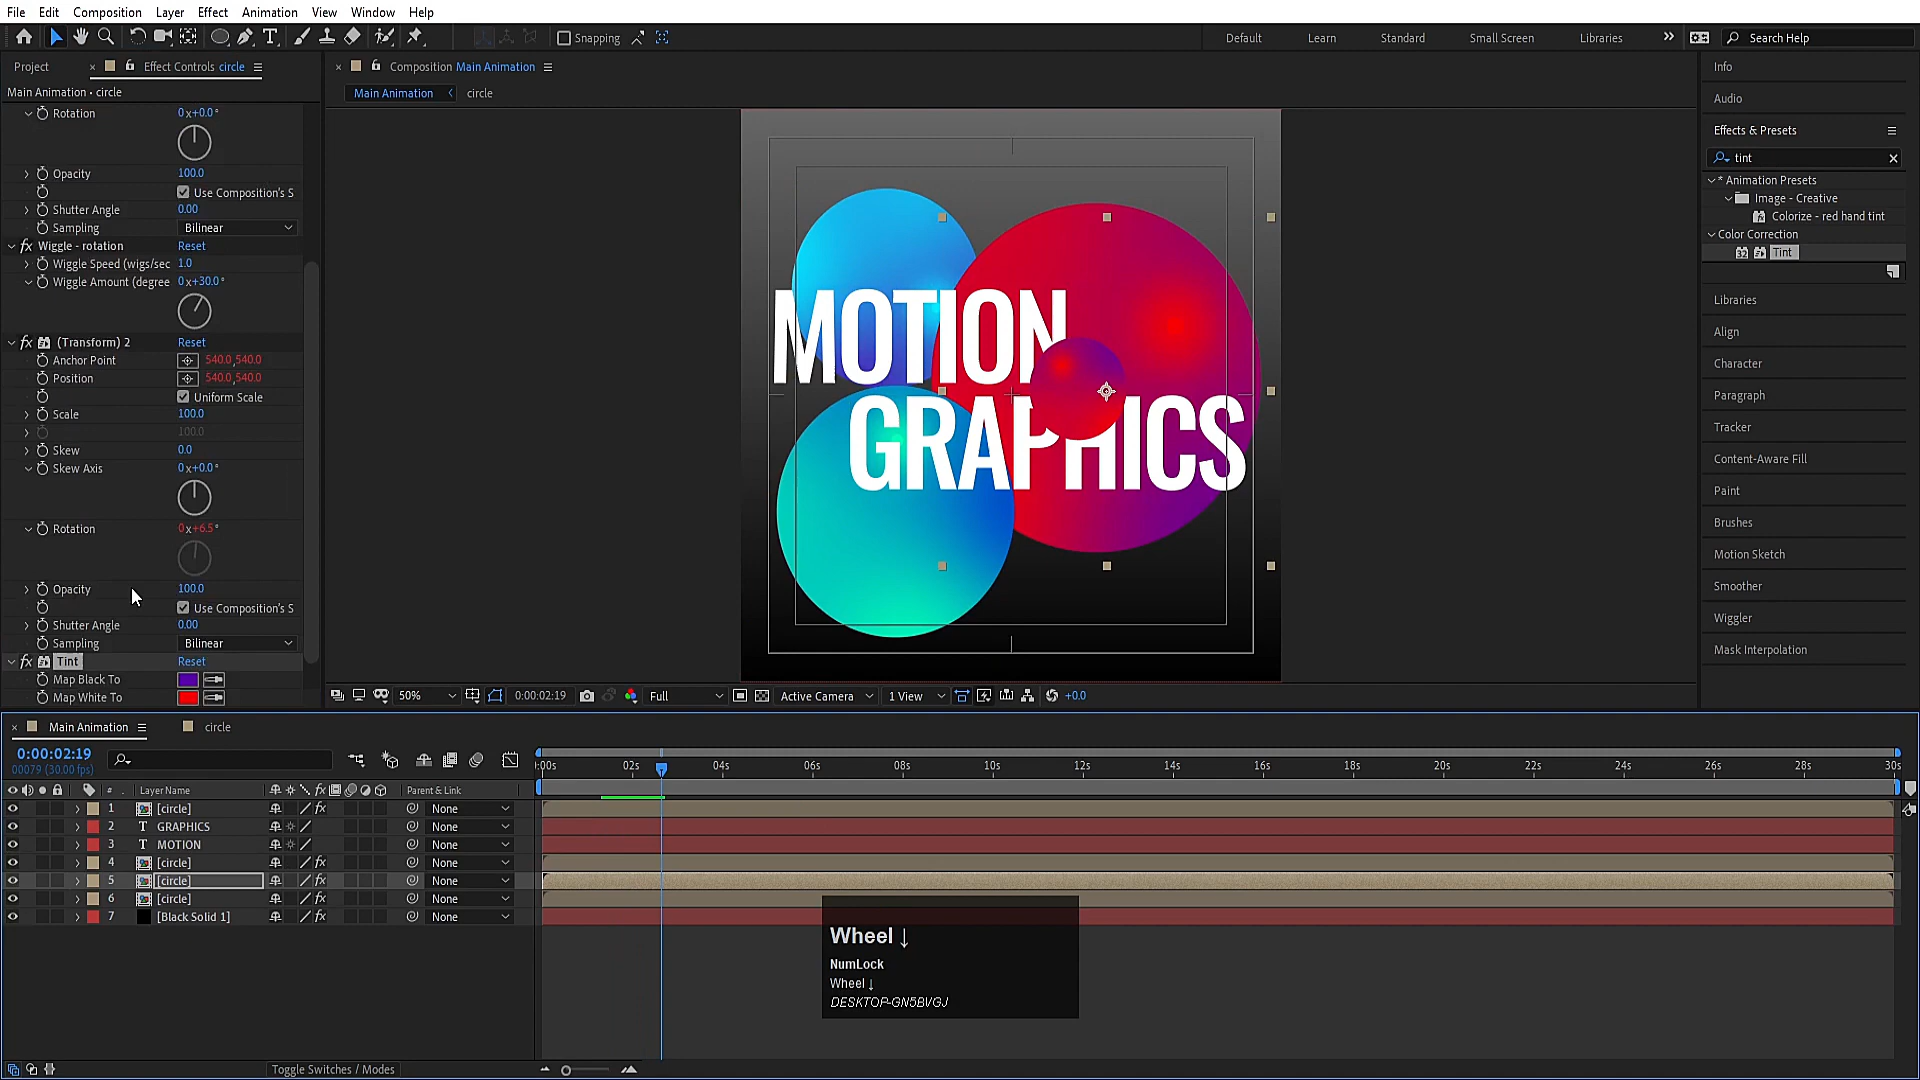 File Edit Composition Layer Effect Animation View Window Help
Snapping
Default Learn Standard Small Screen Libraries
Search Help
Project
Effect Controls circle
Main Animation • circle
Rotation 0x+0.0°
Opacity 100.0
Use Composition's S
Shutter Angle 0.00
Sampling Bilinear
Wiggle - rotation Reset
Wiggle Speed (wigs/sec 1.0
Wiggle Amount (degree 0x+30.0°
(Transform) 2 Reset
Anchor Point 540.0,540.0
Position 540.0,540.0
Uniform Scale
Scale 100.0
100.0
Skew 0.0
Skew Axis 0x+0.0°
Rotation 0x+6.5°
Opacity 100.0
Use Composition's S
Shutter Angle 0.00
Sampling Bilinear
Tint Reset
Map Black To
Map White To
Composition Main Animation
Main Animation circle
MOTION
GRAPHICS
50% 0:00:02:19 Full Active Camera 1 View +0.0
Info
Audio
Effects & Presets
tint
* Animation Presets
Image - Creative
Colorize - red hand tint
Color Correction
32 Tint
Libraries
Align
Character
Paragraph
Tracker
Content-Aware Fill
Paint
Brushes
Motion Sketch
Smoother
Wiggler
Mask Interpolation
Main Animation circle
0:00:02:19
00079 (30.00 fps)
:00s 02s 04s 06s 08s 10s 12s 14s 16s 18s 20s 22s 24s 26s 28s 30s
# Layer Name fx Parent & Link
1 [circle] fx None
2 T GRAPHICS None
3 T MOTION None
4 [circle] fx None
5 [circle] fx None
6 [circle] fx None
7 [Black Solid 1] fx None
Wheel ↓
NumLock
Wheel ↓
DESKTOP-GN5BVGJ
Toggle Switches / Modes